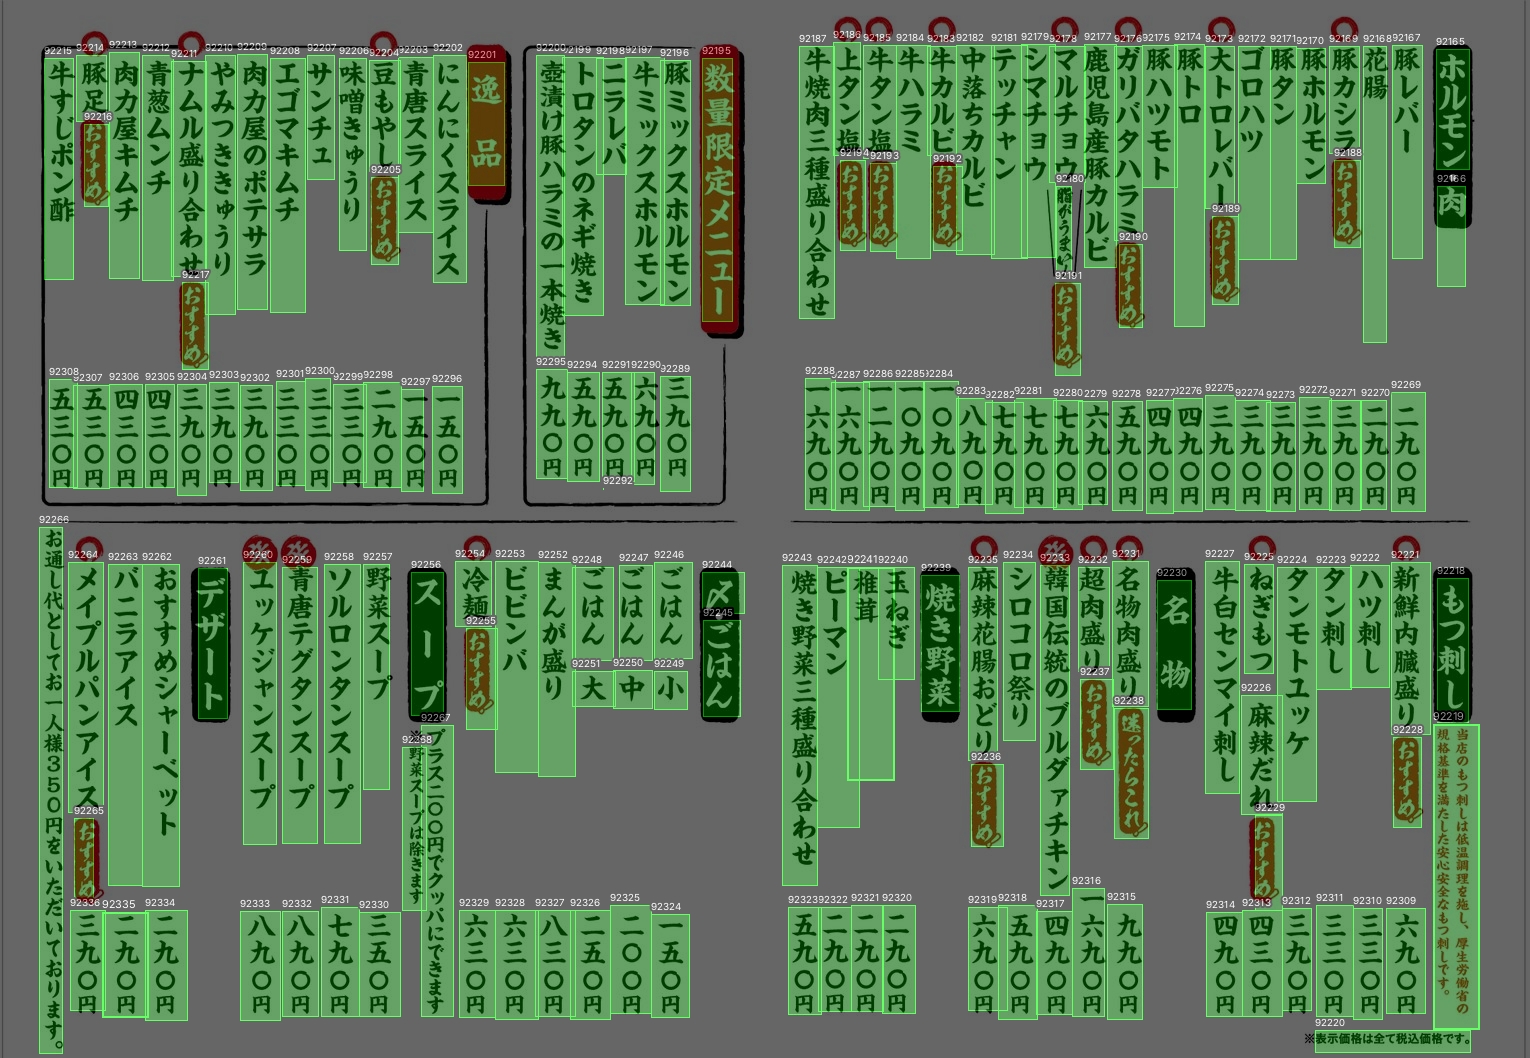 ホルモン・肉
豚レバー
花腸
豚カシラ
おすすめ
豚ホルモン
豚タン
ゴロハツ
大トロレバー
おすすめ
豚トロ
豚ハツモト
ガリバタハラミ
おすすめ
鹿児島産豚カルビ
マルチョウ
脂がうまい
おすすめ
シマチョウ
テッチャン
中落ちカルビ
牛カルビ
おすすめ
牛ハラミ
牛タン塩
おすすめ
上タン塩
おすすめ
牛焼肉三種盛り合わせ
二九〇円
二九〇円
三九〇円
三九〇円
三九〇円
三九〇円
三九〇円
四九〇円
四九〇円
五九〇円
六九〇円
七九〇円
七九〇円
七九〇円
八九〇円
一〇九〇円
一〇九〇円
一二九〇円
一六九〇円
一六九〇円
数量限定メニュー
豚ミックスホルモン
牛ミックスホルモン
ニラレバ
トロタンのネギ焼き
壺漬け豚ハラミの一本焼き
三九〇円
六九〇円
五九〇円
五九〇円
九九〇円
逸品
にんにくスライス
青唐スライス
豆もやし
おすすめ
味噌きゅうり
サンチュ
エゴマキムチ
肉力屋のポテサラ
やみつききゅうり
ナムル盛り合わせ
おすすめ
青葱ムンチ
肉力屋キムチ
豚足
おすすめ
牛すじポン酢
一五〇円
一五〇円
二九〇円
三三〇円
三三〇円
三三〇円
三九〇円
三九〇円
三九〇円
四三〇円
四三〇円
五三〇円
五三〇円
もつ刺し
当店のもつ刺しは低温調理を施し、厚生労働省の
規格基準を満たした安心安全なもつ刺しです。
新鮮内臓盛り
おすすめ
ハツ刺し
タン刺し
タンモトユッケ
ねぎもつ
麻辣だれ
おすすめ
牛白センマイ刺し
六九〇円
三三〇円
三三〇円
三九〇円
四三〇円
四九〇円
※表示価格は全て税込価格です。
名物
名物肉盛り
迷ったらこれ
超肉盛り
おすすめ
韓国伝統のプルダァチキン
シロコロ祭り
麻辣花腸おどり
おすすめ
九九〇円
一六九〇円
四九〇円
五九〇円
六九〇円
焼き野菜
玉ねぎ
椎茸
ピーマン
焼き野菜三種盛り合わせ
二九〇円
二九〇円
二九〇円
五九〇円
〆・ごはん
ごはん 小
ごはん 中
ごはん 大
まんが盛り
ビビンバ
冷麺
おすすめ
一五〇円
二〇〇円
二五〇円
八三〇円
六三〇円
六三〇円
スープ
プラス二〇〇円でクッパにできます
※野菜スープは除きます
野菜スープ
ソルロンタンスープ
青唐テグタンスープ
ユッケジャンスープ
三五〇円
七九〇円
八九〇円
八九〇円
デザート
おすすめシャーベット
バニラアイス
メイプルパンアイス
おすすめ
二九〇円
二九〇円
三九〇円
お通し代としてお一人様350円をいただいております。